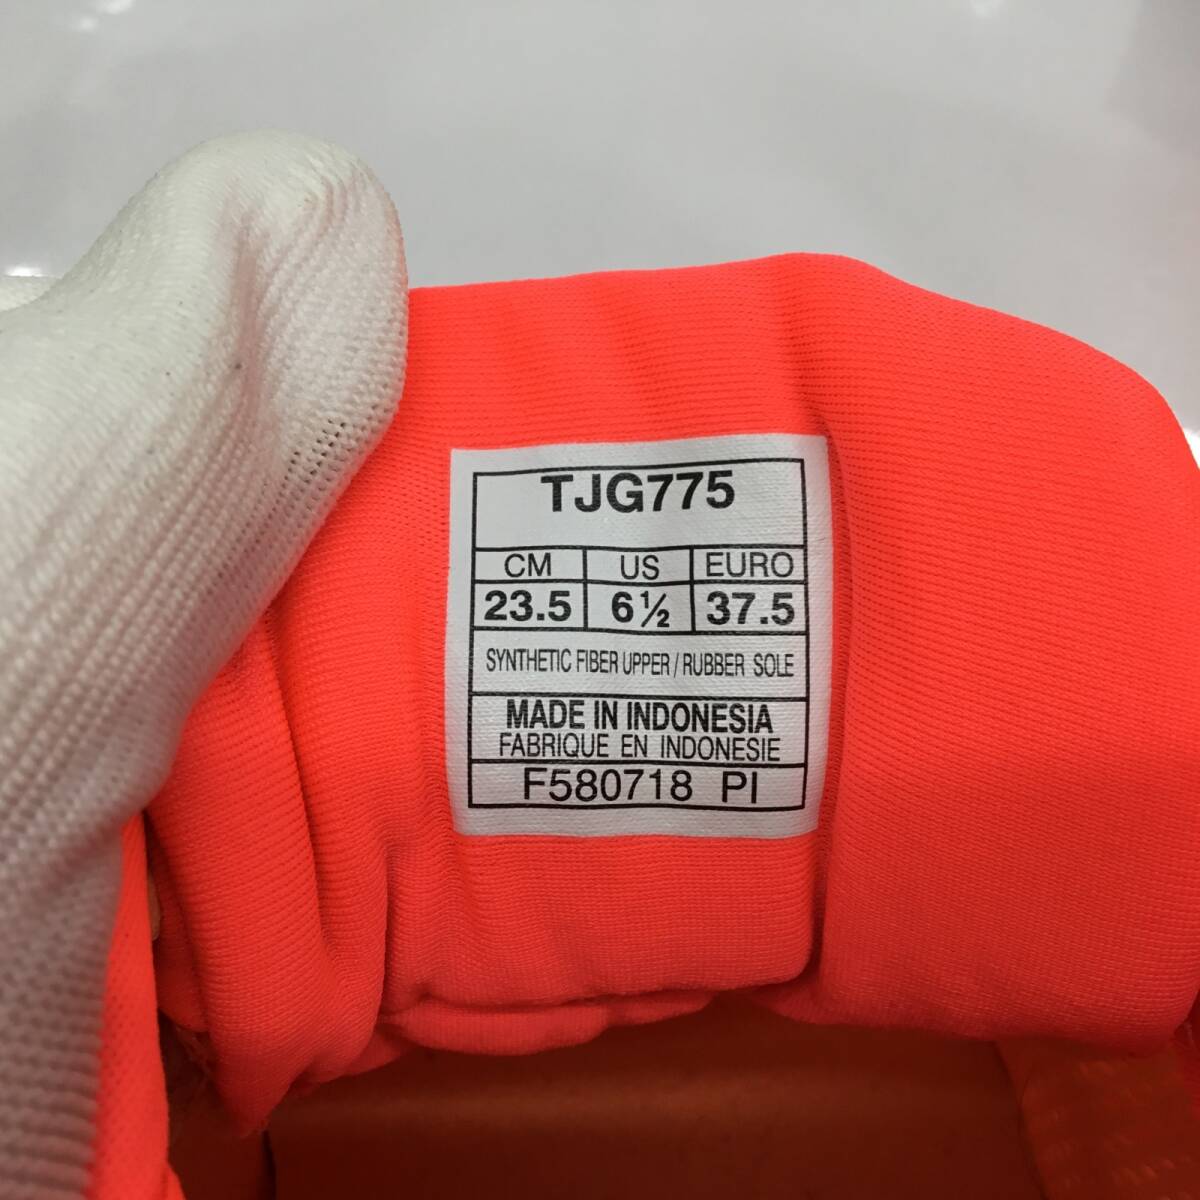 TJG775
CM US EURO
23.5 6½ 37.5
SYNTHETIC FIBER UPPER / RUBBER SOLE
MADE IN INDONESIA
FABRIQUE EN INDONESIE
F580718 PI